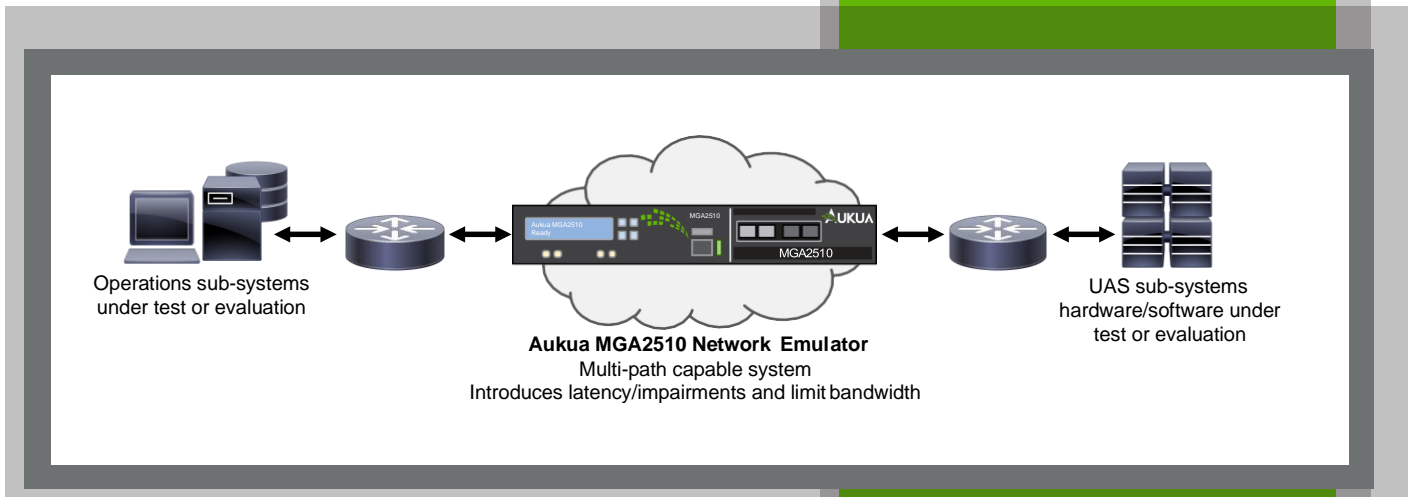 Aukua MGA2510
Ready
MGA2510
AUKUA
MGA2510
Operations sub-systems
under test or evaluation
UAS sub-systems
hardware/software under
test or evaluation
Aukua MGA2510 Network Emulator
Multi-path capable system
Introduces latency/impairments and limit bandwidth